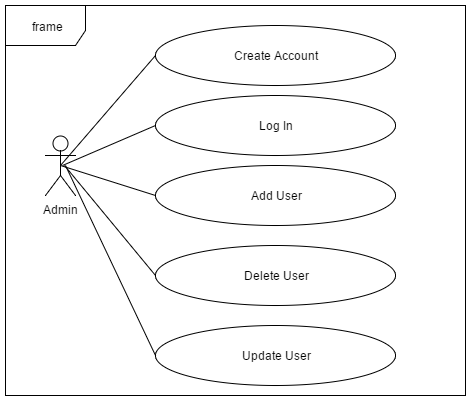 frame
Create Account
Log In
Add User
Admin
Delete User
Update User